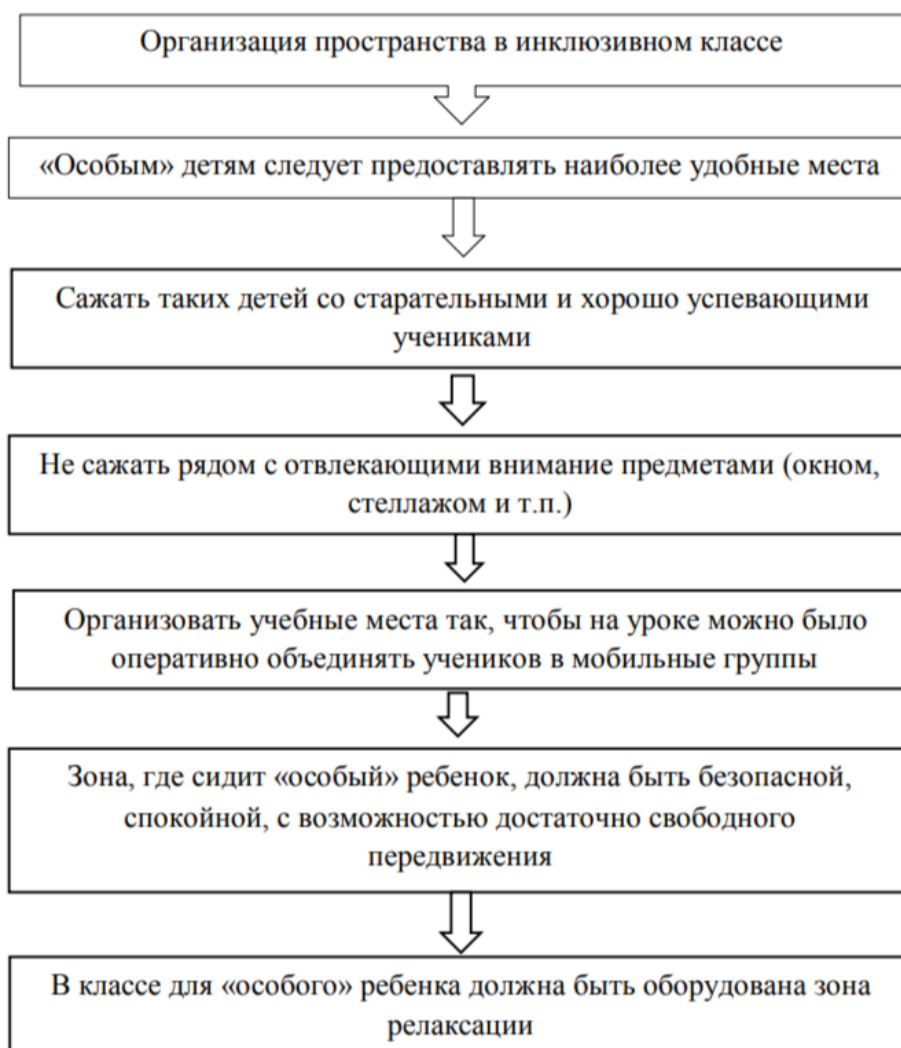 Организация пространства в инклюзивном классе
«Особым» детям следует предоставлять наиболее удобные места
Сажать таких детей со старательными и хорошо успевающими
учениками
Не сажать рядом с отвлекающими внимание предметами (окном,
стеллажом и т.п.)
Организовать учебные места так, чтобы на уроке можно было
оперативно объединять учеников в мобильные группы
Зона, где сидит «особый» ребенок, должна быть безопасной,
спокойной, с возможностью достаточно свободного
передвижения
В классе для «особого» ребенка должна быть оборудована зона
релаксации